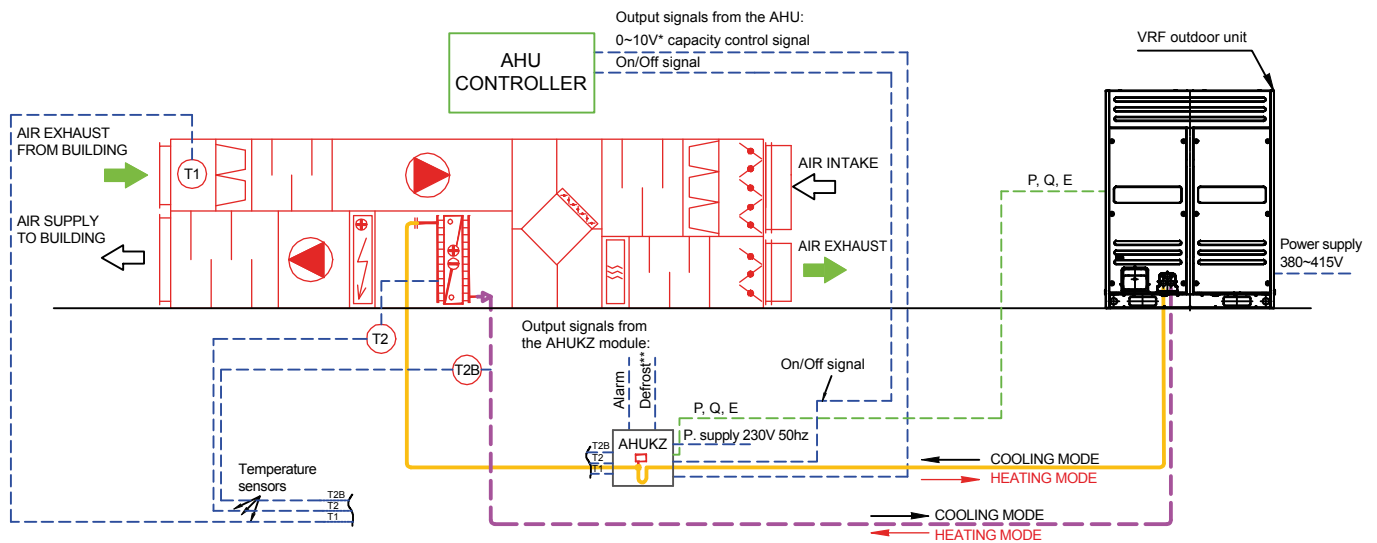 Output signals from the AHU:
0~10V* capacity control signal
On/Off signal
AHU
CONTROLLER
VRF outdoor unit
AIR EXHAUST
FROM BUILDING
T1
AIR INTAKE
P, Q, E
AIR SUPPLY
TO BUILDING
AIR EXHAUST
Power supply
380~415V
Output signals from
the AHUKZ module:
T2
T2B
Alarm
Defrost**
On/Off signal
P, Q, E
P. supply 230V 50hz
AHUKZ
T2B
T2
T1
COOLING MODE
HEATING MODE
Temperature
sensors
T2B
T2
T1
COOLING MODE
HEATING MODE